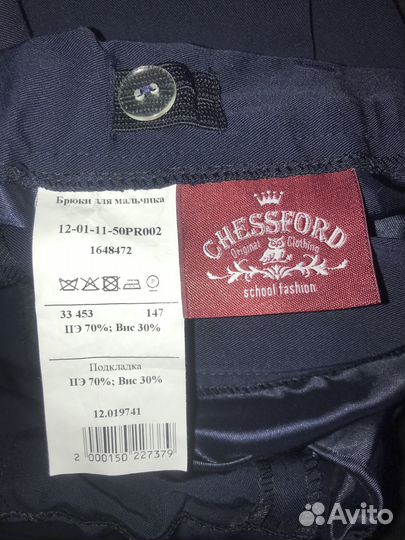 Брюки для мальчика
12-01-11-50PR002
1648472
33 453 147
ПЭ 70%; Вис 30%
Подкладка
ПЭ 70%; Вис 30%
12.019741
2 000150 227379
CHESSFORD
Original Clothing
school fashion
Avito